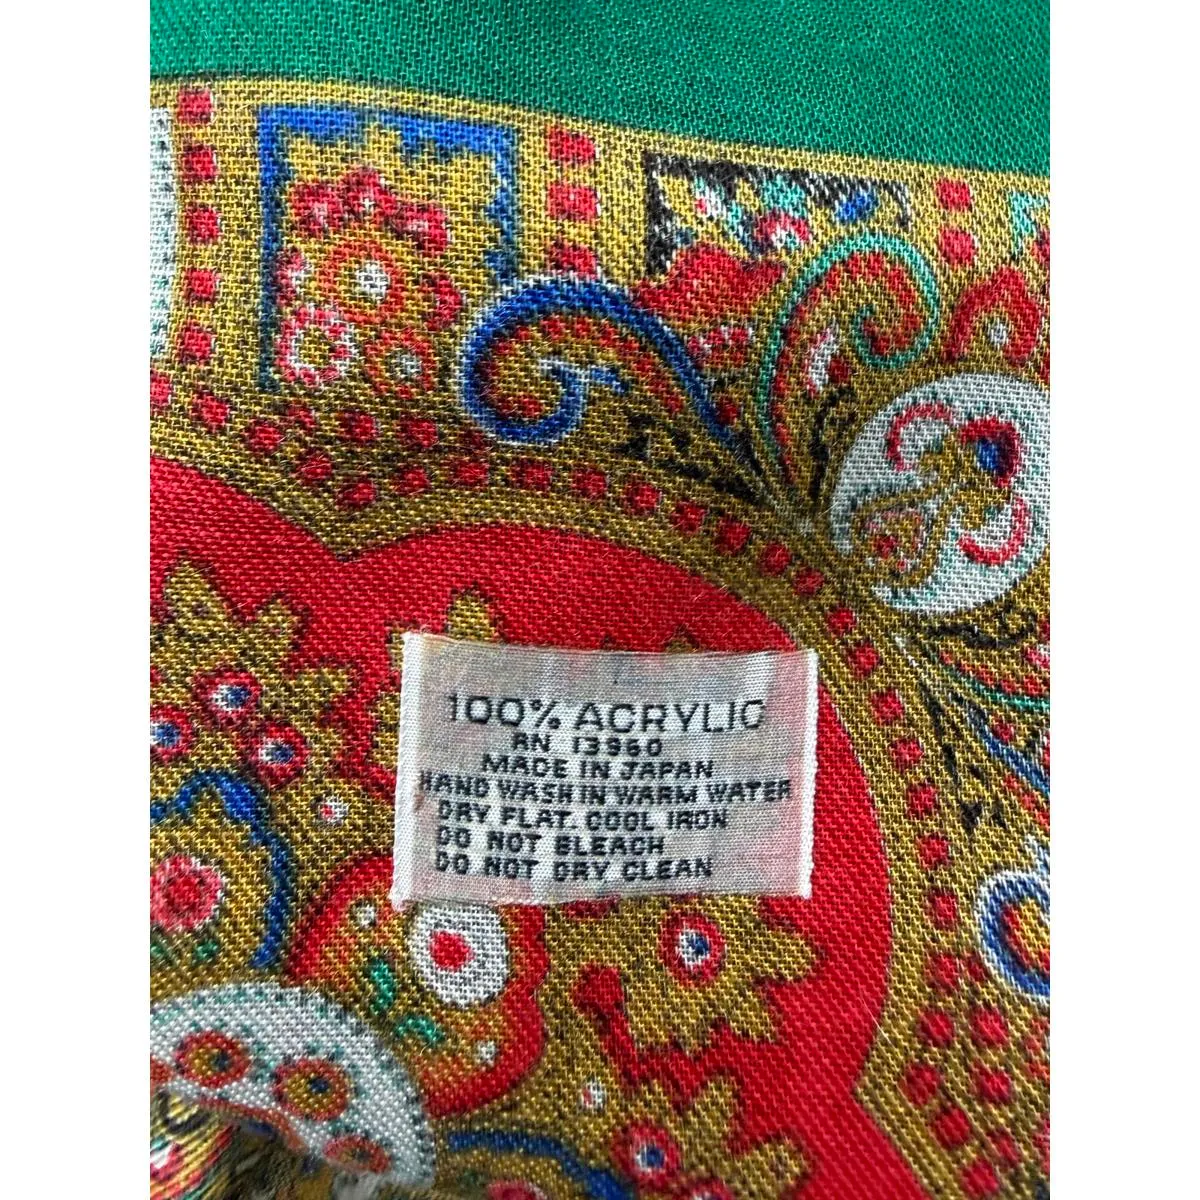 100% ACRYLIC
RN 13960
MADE IN JAPAN
HAND WASH IN WARM WATER
DRY FLAT. COOL IRON
DO NOT BLEACH
DO NOT DRY CLEAN